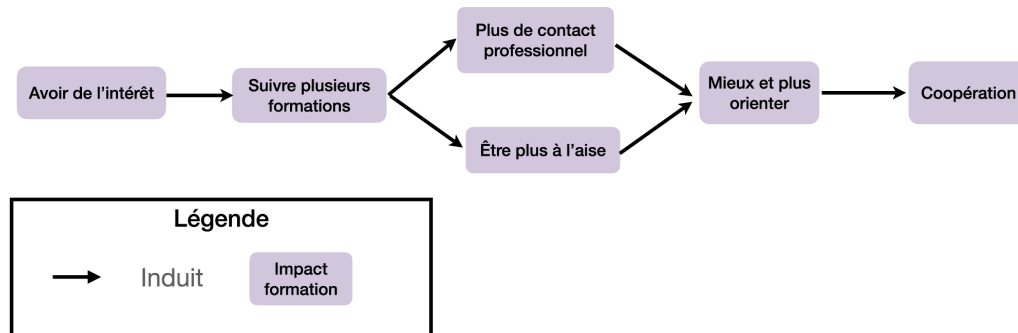 Avoir de l'intérêt
Suivre plusieurs
formations
Plus de contact
professionnel
Être plus à l'aise
Mieux et plus
orienter
Coopération
Légende
Induit
Impact
formation